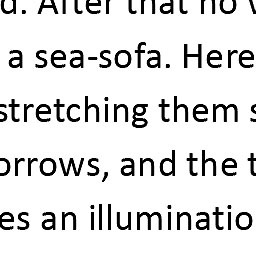 d. After that no
a sea-sofa. Here
stretching them
orrows, and the
es an illuminatio